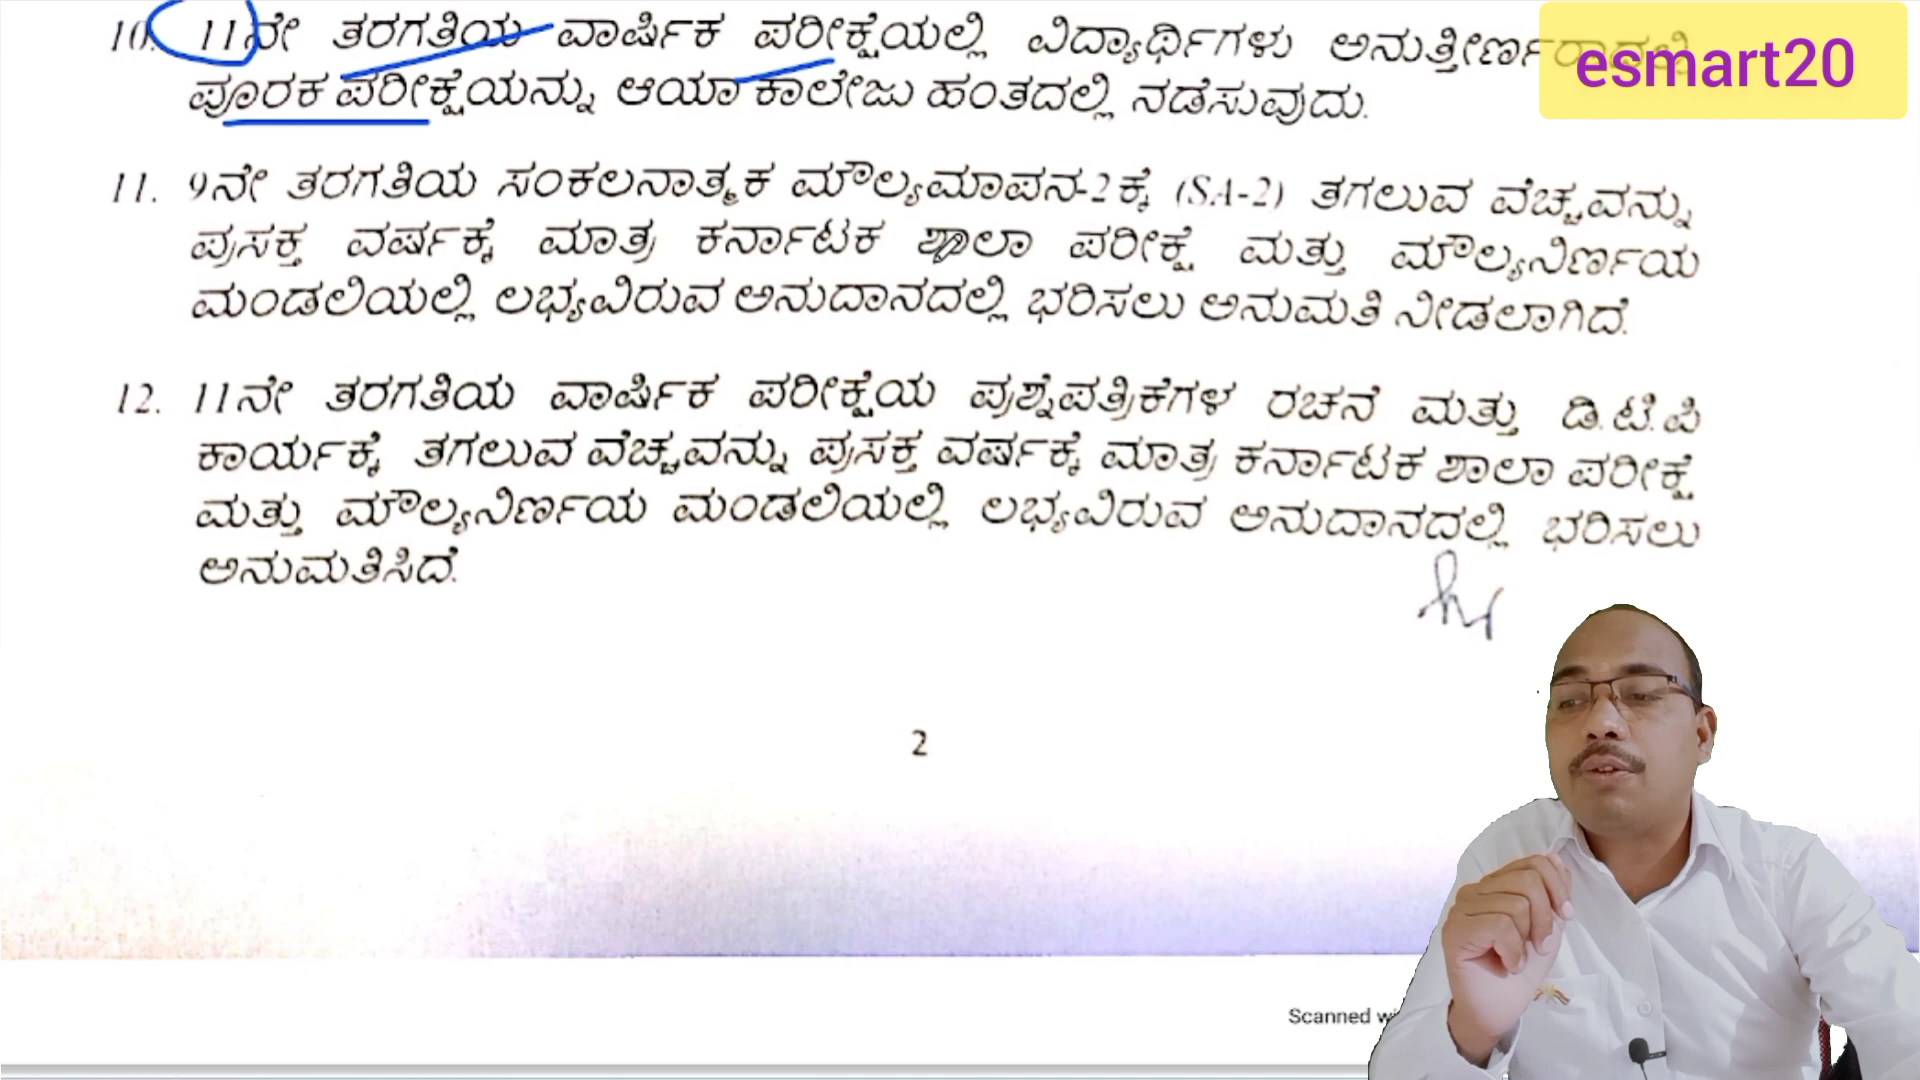 10. 11ನೇ ತರಗತಿಯ ವಾರ್ಷಿಕ ಪರೀಕ್ಷೆಯಲ್ಲಿ ವಿದ್ಯಾರ್ಥಿಗಳು
esmart20
ಪೂರಕ ಪರೀಕ್ಷೆಯನ್ನು ಆಯಾ ಕಾಲೇಜು ಹಂತದಲ್ಲಿ ನಡೆಸುವುದು.
11. 9ನೇ ತರಗತಿಯ ಸಂಕಲನಾತ್ಮಕ ಮೌಲ್ಯಮಾಪನ-2ಕ್ಕೆ (SA-2) ತಗಲುವ ವೆಚ್ಚವನ್ನು
ಪ್ರಸಕ್ತ ವರ್ಷಕ್ಕೆ ಮಾತ್ರ ಕರ್ನಾಟಕ ಶಾಲಾ ಪರೀಕ್ಷೆ ಮತ್ತು ಮೌಲ್ಯನಿರ್ಣಯ
ಮಂಡಲಿಯಲ್ಲಿ ಲಭ್ಯವಿರುವ ಅನುದಾನದಲ್ಲಿ ಭರಿಸಲು ಅನುಮತಿ ನೀಡಲಾಗಿದೆ.
12. 11ನೇ ತರಗತಿಯ ವಾರ್ಷಿಕ ಪರೀಕ್ಷೆಯ ಪ್ರಶ್ನೆಪತ್ರಿಕೆಗಳ ರಚನೆ ಮತ್ತು ಡಿ.ಟಿ.ಪಿ
ಕಾರ್ಯಕ್ಕೆ ತಗಲುವ ವೆಚ್ಚವನ್ನು ಪ್ರಸಕ್ತ ವರ್ಷಕ್ಕೆ ಮಾತ್ರ ಕರ್ನಾಟಕ ಶಾಲಾ ಪರೀಕ್ಷೆ
ಮತ್ತು ಮೌಲ್ಯನಿರ್ಣಯ ಮಂಡಲಿಯಲ್ಲಿ ಲಭ್ಯವಿರುವ ಅನುದಾನದಲ್ಲಿ ಭರಿಸಲು
ಅನುಮತಿಸಿದೆ.
2
Scanned